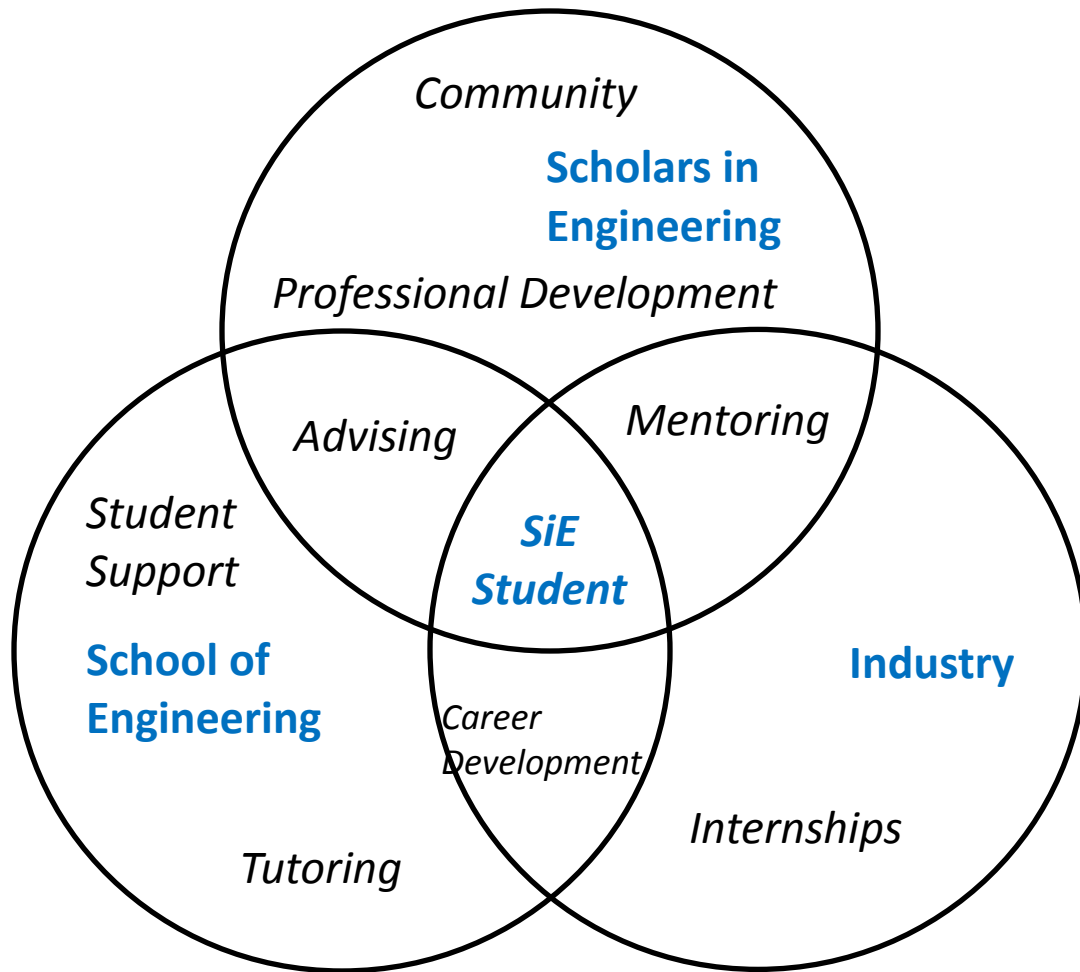 Community
Scholars in
Engineering
Professional Development
Advising
Mentoring
Student
Support
SiE
Student
School of
Engineering
Industry
Career
Development
Internships
Tutoring